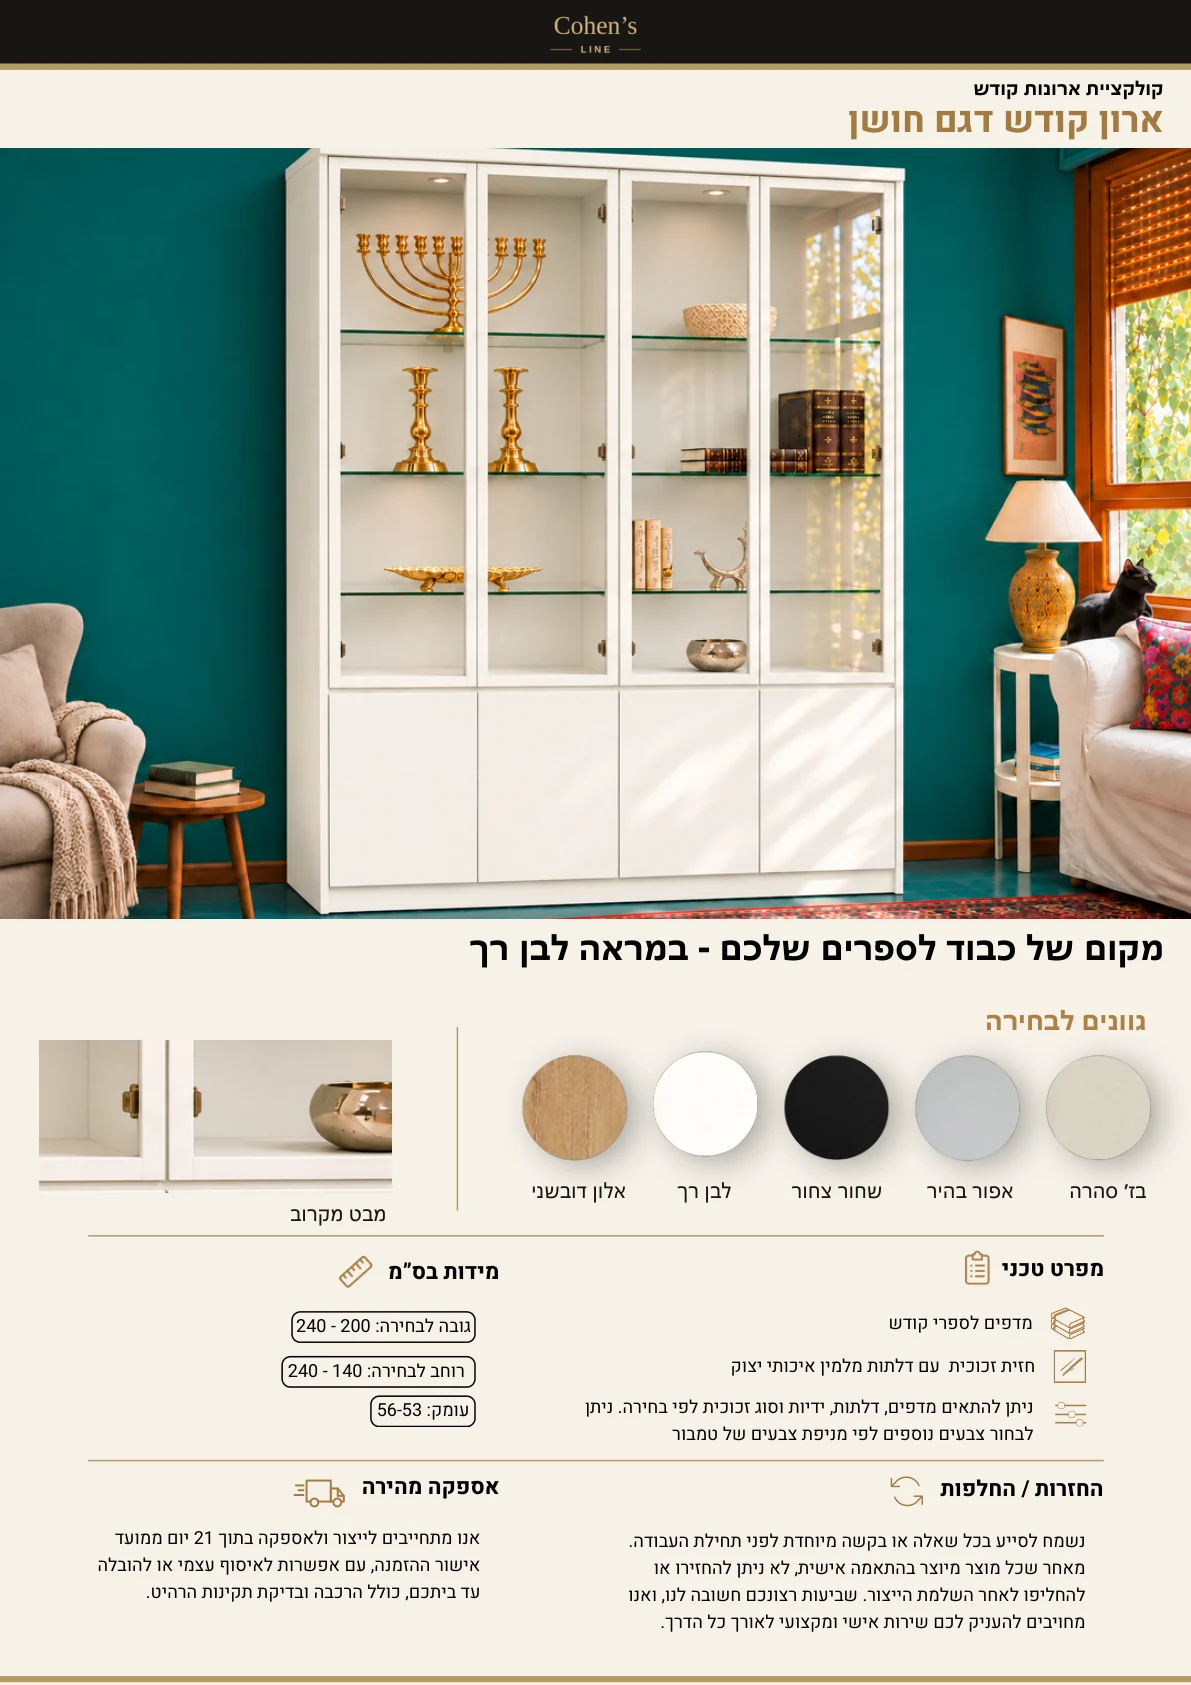 Cohen's
LINE
קולקציית ארונות קודש
ארון קודש דגם חושן
מקום של כבוד לספרים שלכם - במראה לבן רך
גוונים לבחירה
בז' סהרה
אפור בהיר
שחור צחור
לבן רך
אלון דובשני
מבט מקרוב
מפרט טכני
מדפים לספרי קודש
חזית זכוכית עם דלתות מלמין איכותי יצוק
ניתן להתאים מדפים, דלתות, ידיות וסוג זכוכית לפי בחירה. ניתן
לבחור צבעים נוספים לפי מניפת צבעים של טמבור
מידות בס"מ
גובה לבחירה: 200 - 240
רוחב לבחירה: 140 - 240
עומק: 56-53
החזרות / החלפות
נשמח לסייע בכל שאלה או בקשה מיוחדת לפני תחילת העבודה.
מאחר שכל מוצר מיוצר בהתאמה אישית, לא ניתן להחזירו או
להחליפו לאחר השלמת הייצור. שביעות רצונכם חשובה לנו, ואנו
מחויבים להעניק לכם שירות אישי ומקצועי לאורך כל הדרך.
אספקה מהירה
אנו מתחייבים לייצור ולאספקה בתוך 21 יום ממועד
אישור ההזמנה, עם אפשרות לאיסוף עצמי או להובלה
עד ביתכם, כולל הרכבה ובדיקת תקינות הרהיט.